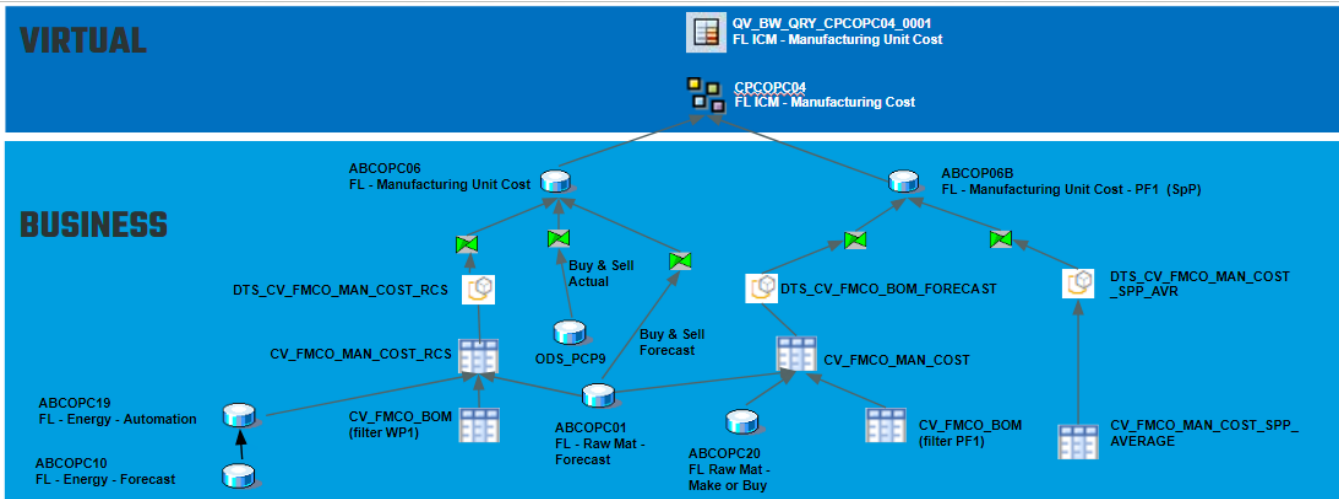 VIRTUAL
QV_BW_QRY_CPCOPC04_0001
FL ICM - Manufacturing Unit Cost
CPCOPC04
FL ICM - Manufacturing Cost
BUSINESS
ABCOPC06
FL - Manufacturing Unit Cost
ABCOP06B
FL - Manufacturing Unit Cost - PF1 (SpP)
Buy & Sell
Actual
DTS_CV_FMCO_MAN_COST_RCS
DTS_CV_FMCO_BOM_FORECAST
DTS_CV_FMCO_MAN_COST
_SPP_AVR
Buy & Sell
Forecast
CV_FMCO_MAN_COST_RCS
ODS_PCP9
CV_FMCO_MAN_COST
ABCOPC19
FL - Energy - Automation
CV_FMCO_BOM
(filter WP1)
ABCOPC01
FL - Raw Mat -
Forecast
ABCOPC20
FL Raw Mat -
Make or Buy
CV_FMCO_BOM
(filter PF1)
CV_FMCO_MAN_COST_SPP_
AVERAGE
ABCOPC10
FL - Energy - Forecast